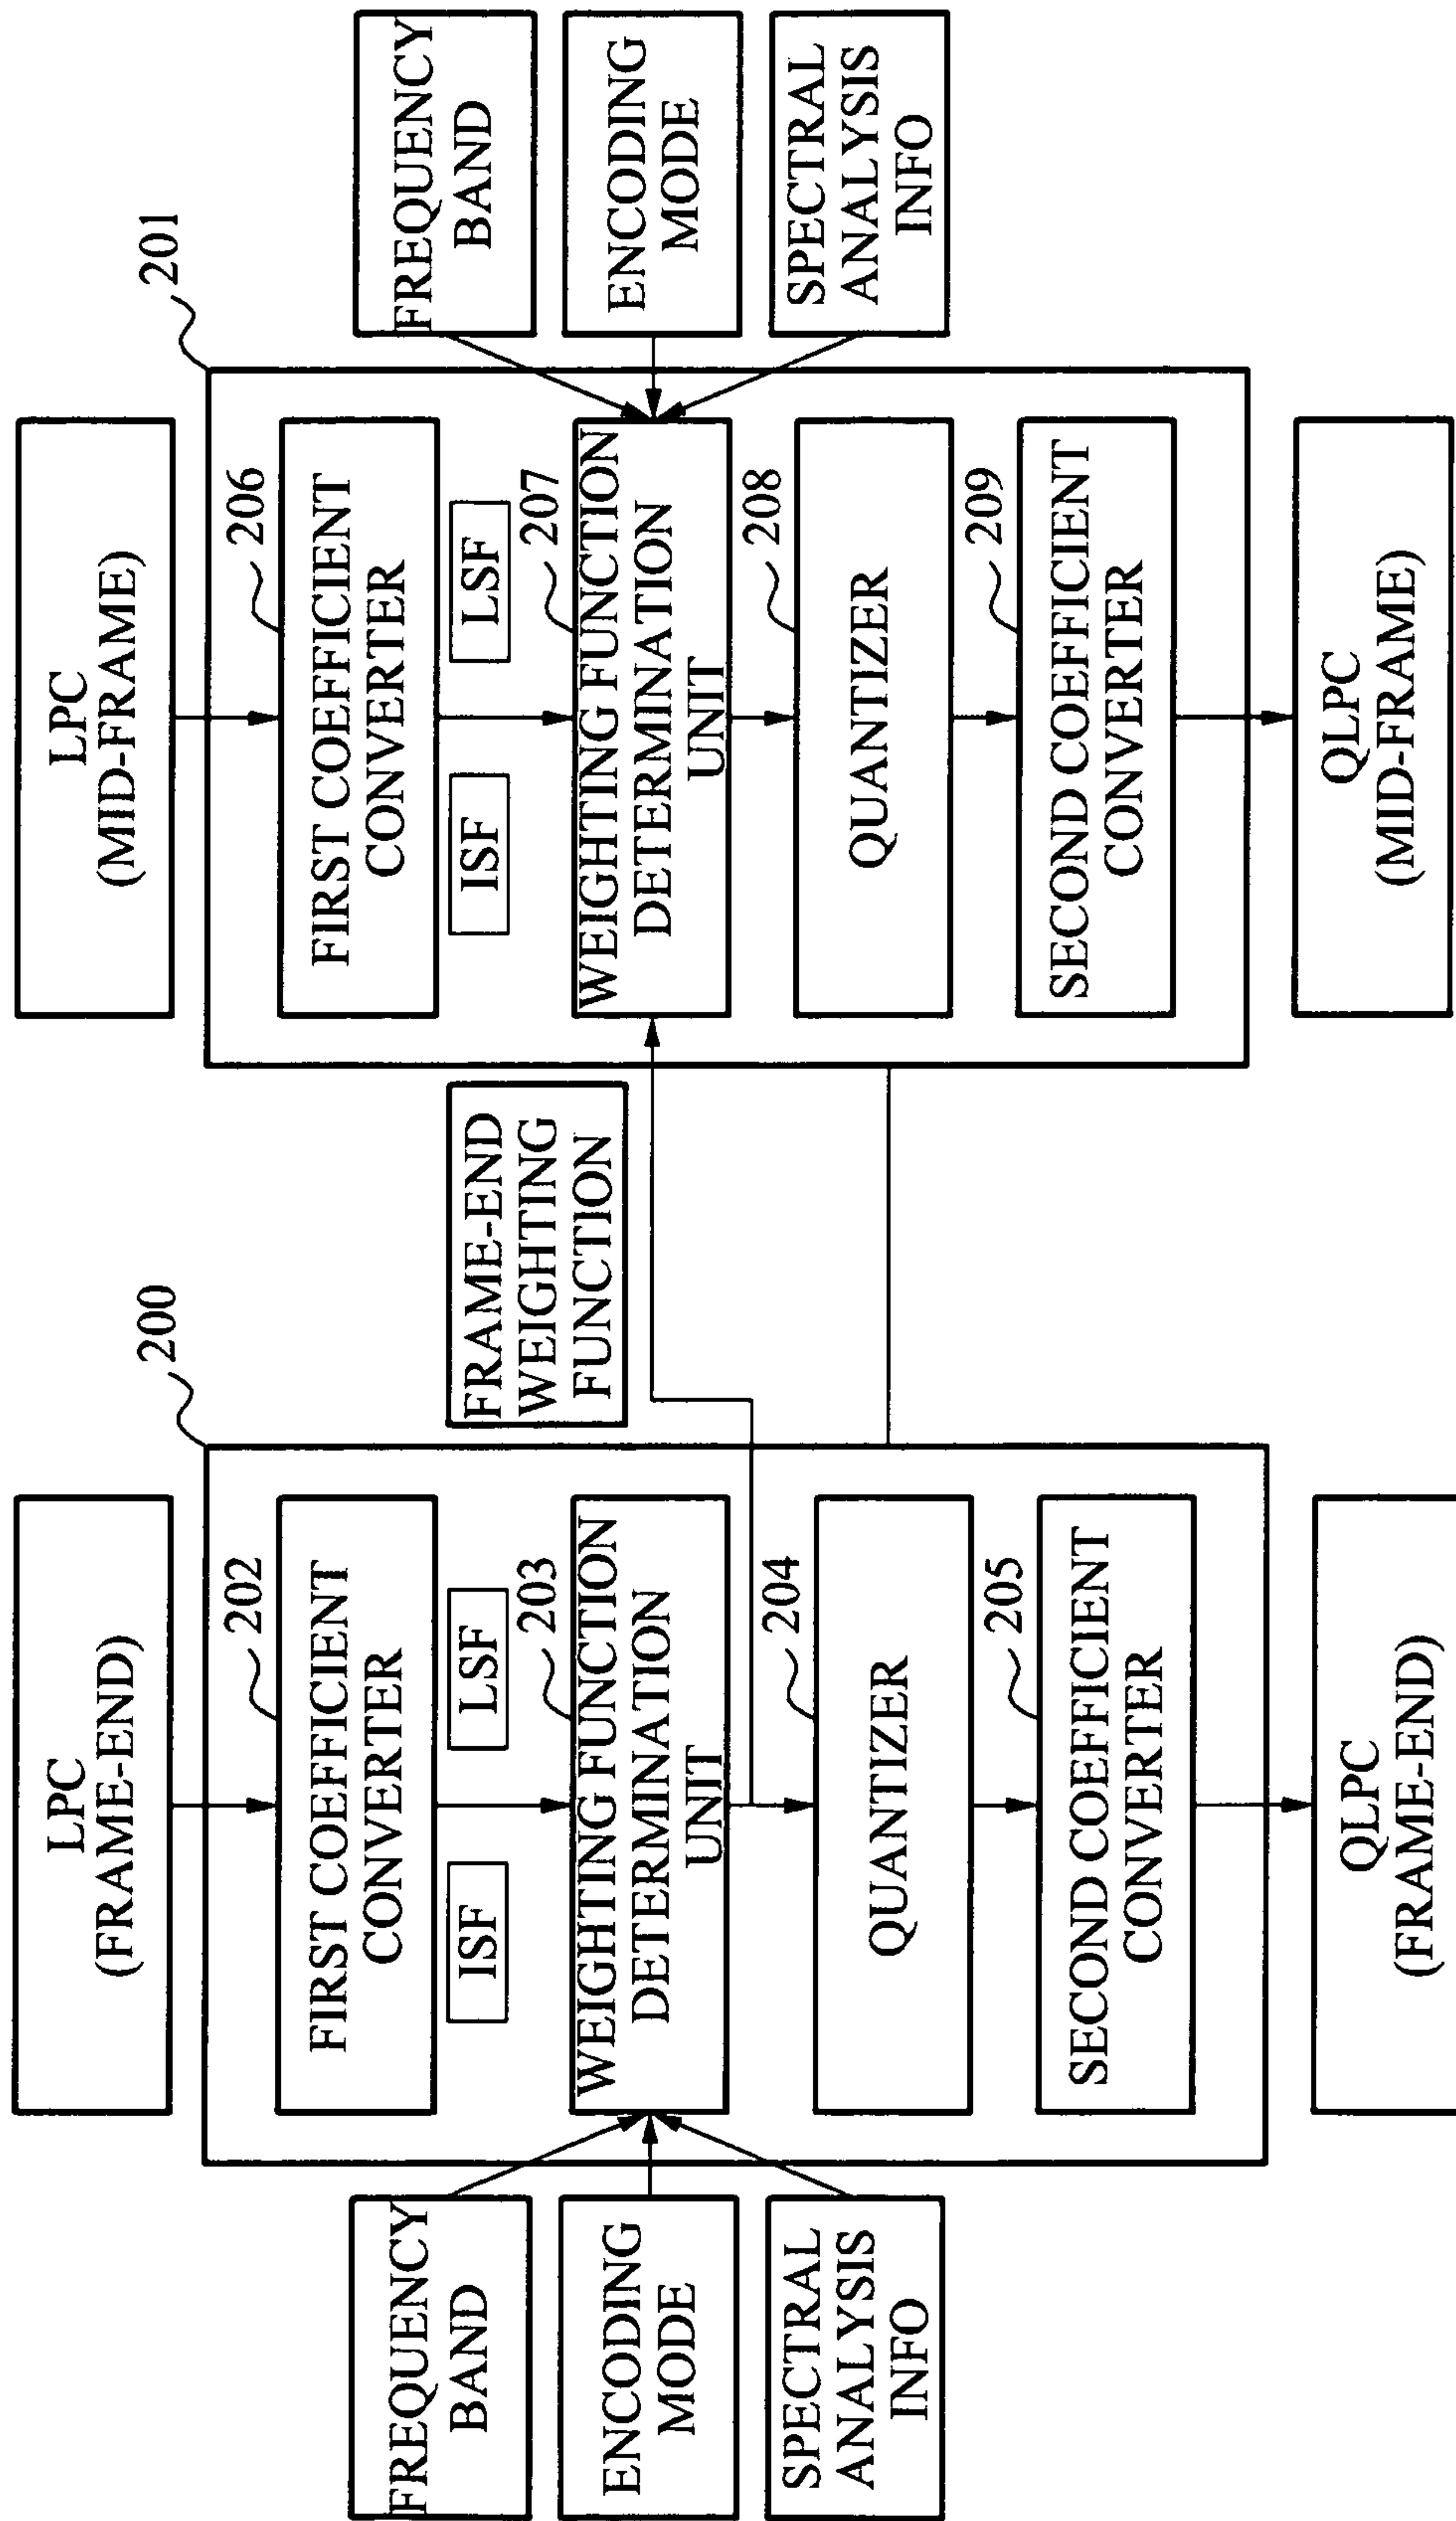 LPC
(FRAME-END)
200
FIRST COEFFICIENT
CONVERTER
202
ISF
LSF
FREQUENCY
BAND
ENCODING
MODE
SPECTRAL
ANALYSIS
INFO
WEIGHTING FUNCTION
DETERMINATION
UNIT
203
QUANTIZER
204
SECOND COEFFICIENT
CONVERTER
205
QLPC
(FRAME-END)
FRAME-END
WEIGHTING
FUNCTION
LPC
(MID-FRAME)
201
FIRST COEFFICIENT
CONVERTER
206
ISF
LSF
WEIGHTING FUNCTION
DETERMINATION
UNIT
207
FREQUENCY
BAND
ENCODING
MODE
SPECTRAL
ANALYSIS
INFO
QUANTIZER
208
SECOND COEFFICIENT
CONVERTER
209
QLPC
(MID-FRAME)